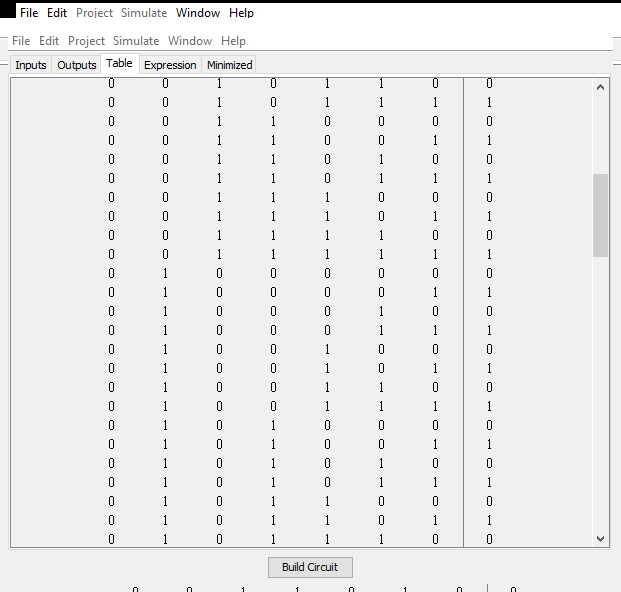 File Edit Project Simulate Window Help
File Edit Project Simulate Window Help
Inputs Outputs Table Expression Minimized
0 0 1 0 1 1 0 0
0 0 1 0 1 1 1 1
0 0 1 1 0 0 0 0
0 0 1 1 0 0 1 1
0 0 1 1 0 1 0 0
0 0 1 1 0 1 1 1
0 0 1 1 1 0 0 0
0 0 1 1 1 0 1 1
0 0 1 1 1 1 0 0
0 0 1 1 1 1 1 1
0 1 0 0 0 0 0 0
0 1 0 0 0 0 1 1
0 1 0 0 0 1 0 0
0 1 0 0 0 1 1 1
0 1 0 0 1 0 0 0
0 1 0 0 1 0 1 1
0 1 0 0 1 1 0 0
0 1 0 0 1 1 1 1
0 1 0 1 0 0 0 0
0 1 0 1 0 0 1 1
0 1 0 1 0 1 0 0
0 1 0 1 0 1 1 1
0 1 0 1 1 0 0 0
0 1 0 1 1 0 1 1
0 1 0 1 1 1 0 0
Build Circuit
0 0 1 1 0 1 0 0